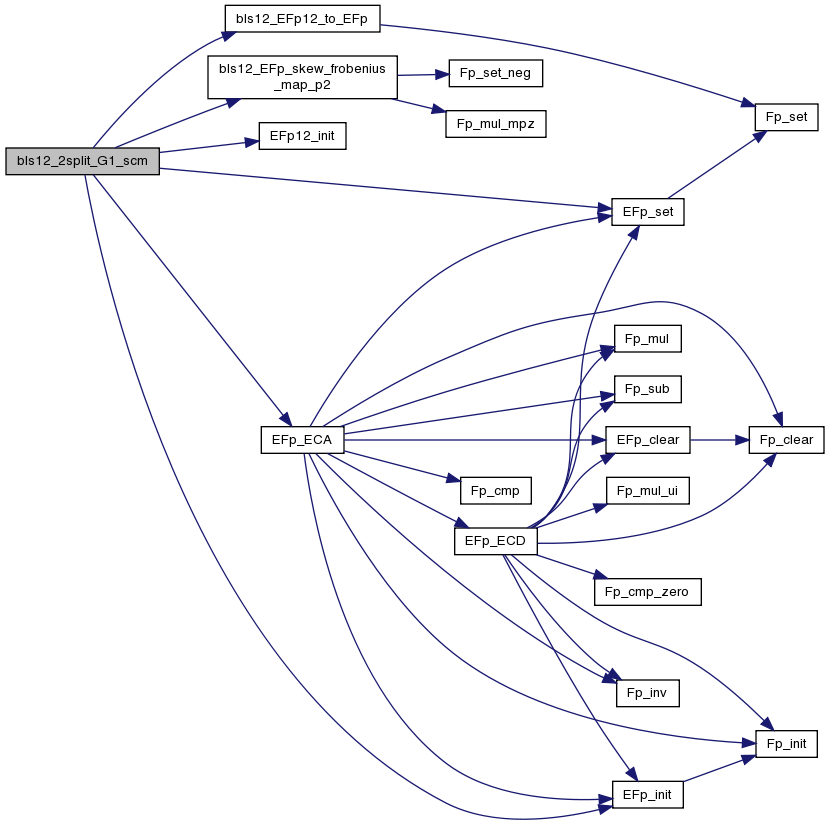 bls12_EFp12_to_EFp
bls12_EFp_skew_frobenius
_map_p2
Fp_set_neg
Fp_set
Fp_mul_mpz
EFp12_init
bls12_2split_G1_scm
EFp_set
Fp_mul
Fp_sub
EFp_ECA
EFp_clear
Fp_clear
Fp_cmp
Fp_mul_ui
EFp_ECD
Fp_cmp_zero
Fp_inv
Fp_init
EFp_init